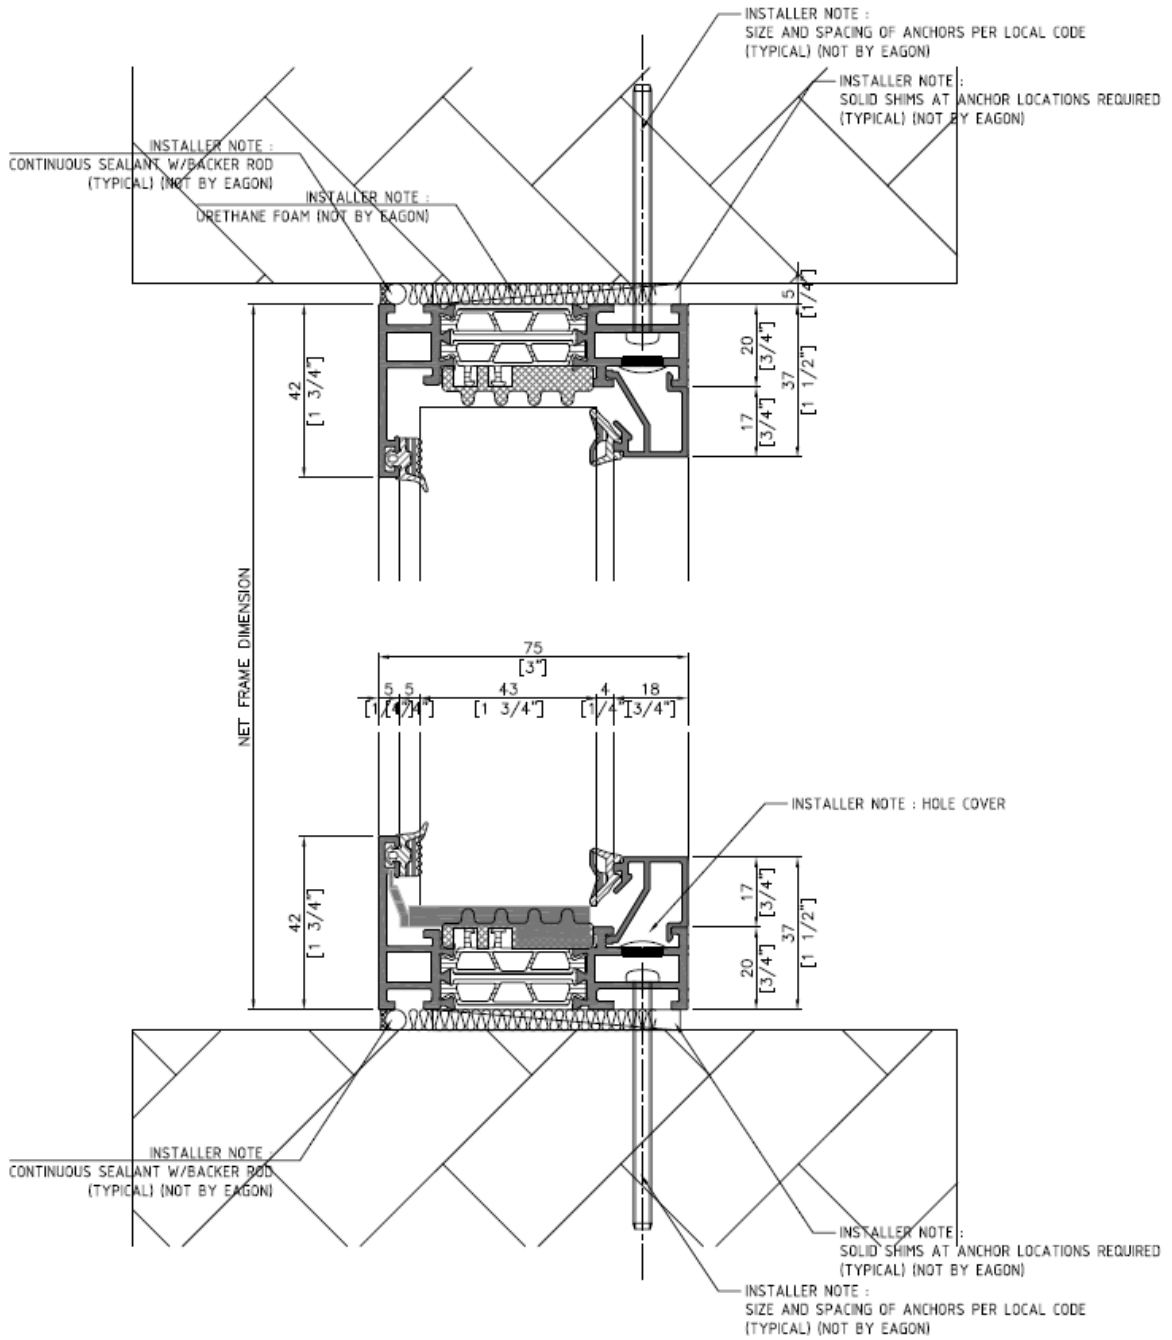 INSTALLER NOTE :
SIZE AND SPACING OF ANCHORS PER LOCAL CODE
(TYPICAL) (NOT BY EAGON)
INSTALLER NOTE :
SOLID SHIMS AT ANCHOR LOCATIONS REQUIRED
(TYPICAL) (NOT BY EAGON)
INSTALLER NOTE :
CONTINUOUS SEALANT W/BACKER ROD
(TYPICAL) (NOT BY EAGON)
INSTALLER NOTE :
URETHANE FOAM (NOT BY EAGON)
5
[1/4"]
42
[1 3/4"]
20
[3/4"]
37
[1 1/2"]
17
[3/4"]
NET FRAME DIMENSION
75
[3"]
5 5 43 4 18
[1/4"] [1/4"] [1 3/4"] [1/4"] [3/4"]
INSTALLER NOTE : HOLE COVER
42
[1 3/4"]
17
[3/4"]
37
[1 1/2"]
20
[3/4"]
INSTALLER NOTE :
CONTINUOUS SEALANT W/BACKER ROD
(TYPICAL) (NOT BY EAGON)
INSTALLER NOTE :
SOLID SHIMS AT ANCHOR LOCATIONS REQUIRED
(TYPICAL) (NOT BY EAGON)
INSTALLER NOTE :
SIZE AND SPACING OF ANCHORS PER LOCAL CODE
(TYPICAL) (NOT BY EAGON)